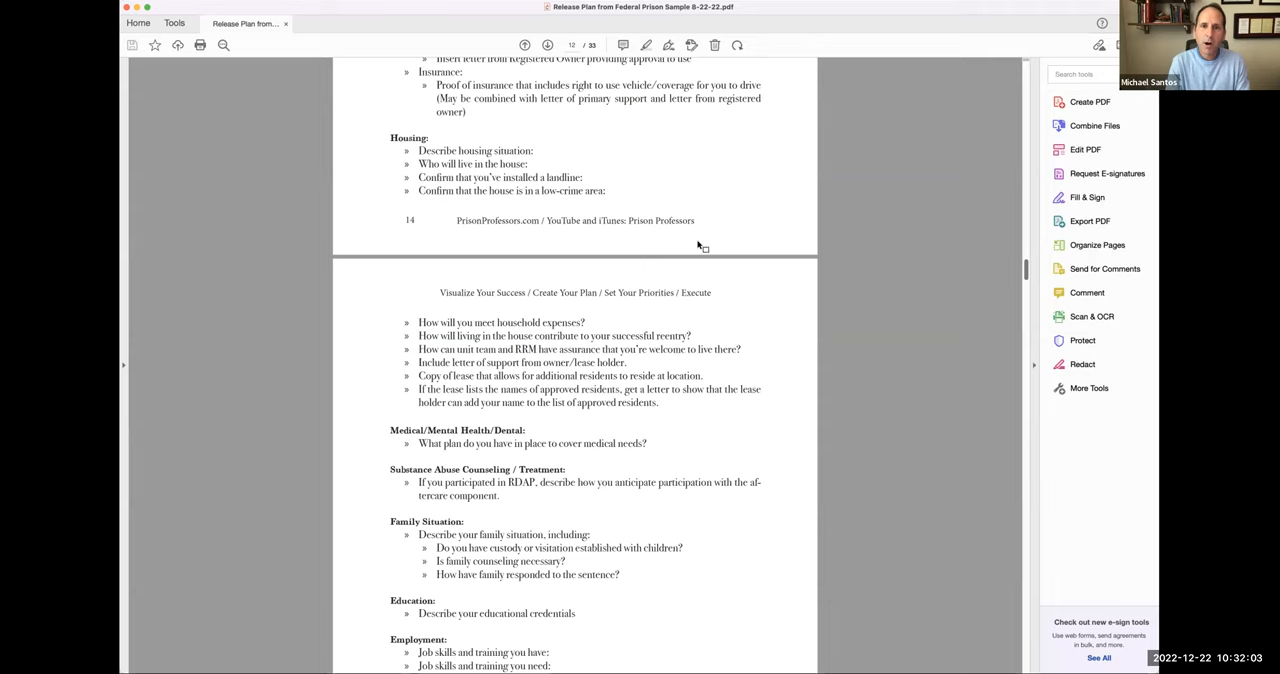 Release Plan from Federal Prison Sample 8-22-22.pdf
Home
Tools
Release Plan from...
×
12 / 33
Insert letter from Registered Owner providing approval to use
» Insurance:
» Proof of insurance that includes right to use vehicle/coverage for you to drive
(May be combined with letter of primary support and letter from registered
owner)
Housing:
» Describe housing situation:
» Who will live in the house:
» Confirm that you've installed a landline:
» Confirm that the house is in a low-crime area:
14 PrisonProfessors.com / YouTube and iTunes: Prison Professors
Visualize Your Success / Create Your Plan / Set Your Priorities / Execute
» How will you meet household expenses?
» How will living in the house contribute to your successful reentry?
» How can unit team and RRM have assurance that you're welcome to live there?
» Include letter of support from owner/lease holder.
» Copy of lease that allows for additional residents to reside at location.
» If the lease lists the names of approved residents, get a letter to show that the lease
holder can add your name to the list of approved residents.
Medical/Mental Health/Dental:
» What plan do you have in place to cover medical needs?
Substance Abuse Counseling / Treatment:
» If you participated in RDAP, describe how you anticipate participation with the af-
tercare component.
Family Situation:
» Describe your family situation, including:
» Do you have custody or visitation established with children?
» Is family counseling necessary?
» How have family responded to the sentence?
Education:
» Describe your educational credentials
Employment:
» Job skills and training you have:
» Job skills and training you need:
Michael Santos
Search tools
Create PDF
Combine Files
Edit PDF
Request E-signatures
Fill & Sign
Export PDF
Organize Pages
Send for Comments
Comment
Scan & OCR
Protect
Redact
More Tools
Check out new e-sign tools
Use web forms, send agreements
in bulk, and more.
See All
2022-12-22 10:32:03